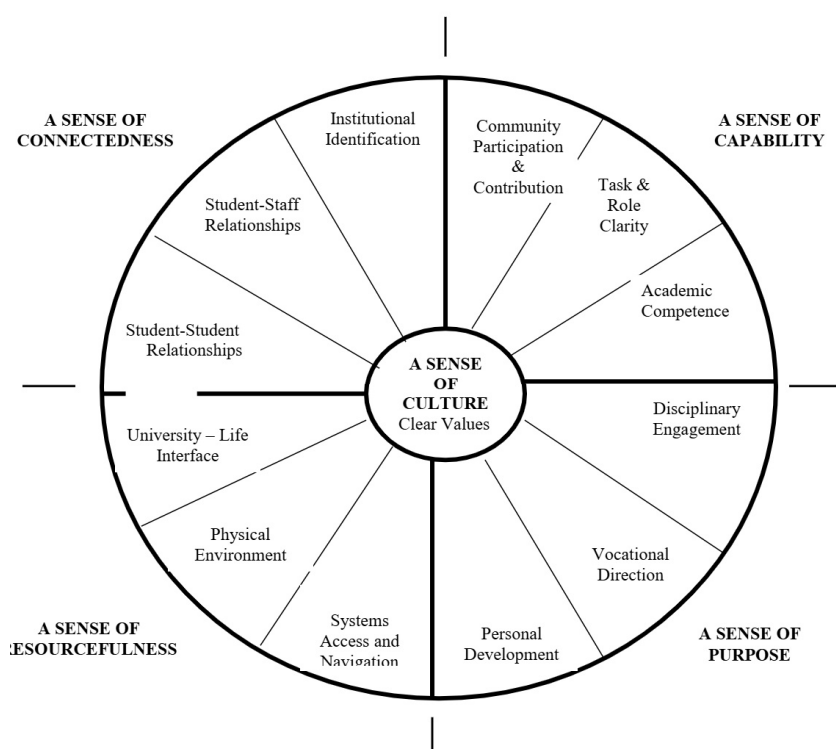 A SENSE OF
CONNECTEDNESS
Institutional
Identification
Community
Participation
&
Contribution
A SENSE OF
CAPABILITY
Student-Staff
Relationships
Task &
Role
Clarity
Student-Student
Relationships
Academic
Competence
A SENSE
OF
CULTURE
Clear Values
University – Life
Interface
Disciplinary
Engagement
Physical
Environment
Vocational
Direction
A SENSE OF
ESOURCEFULNESS
Systems
Access and
Navigation
Personal
Development
A SENSE OF
PURPOSE